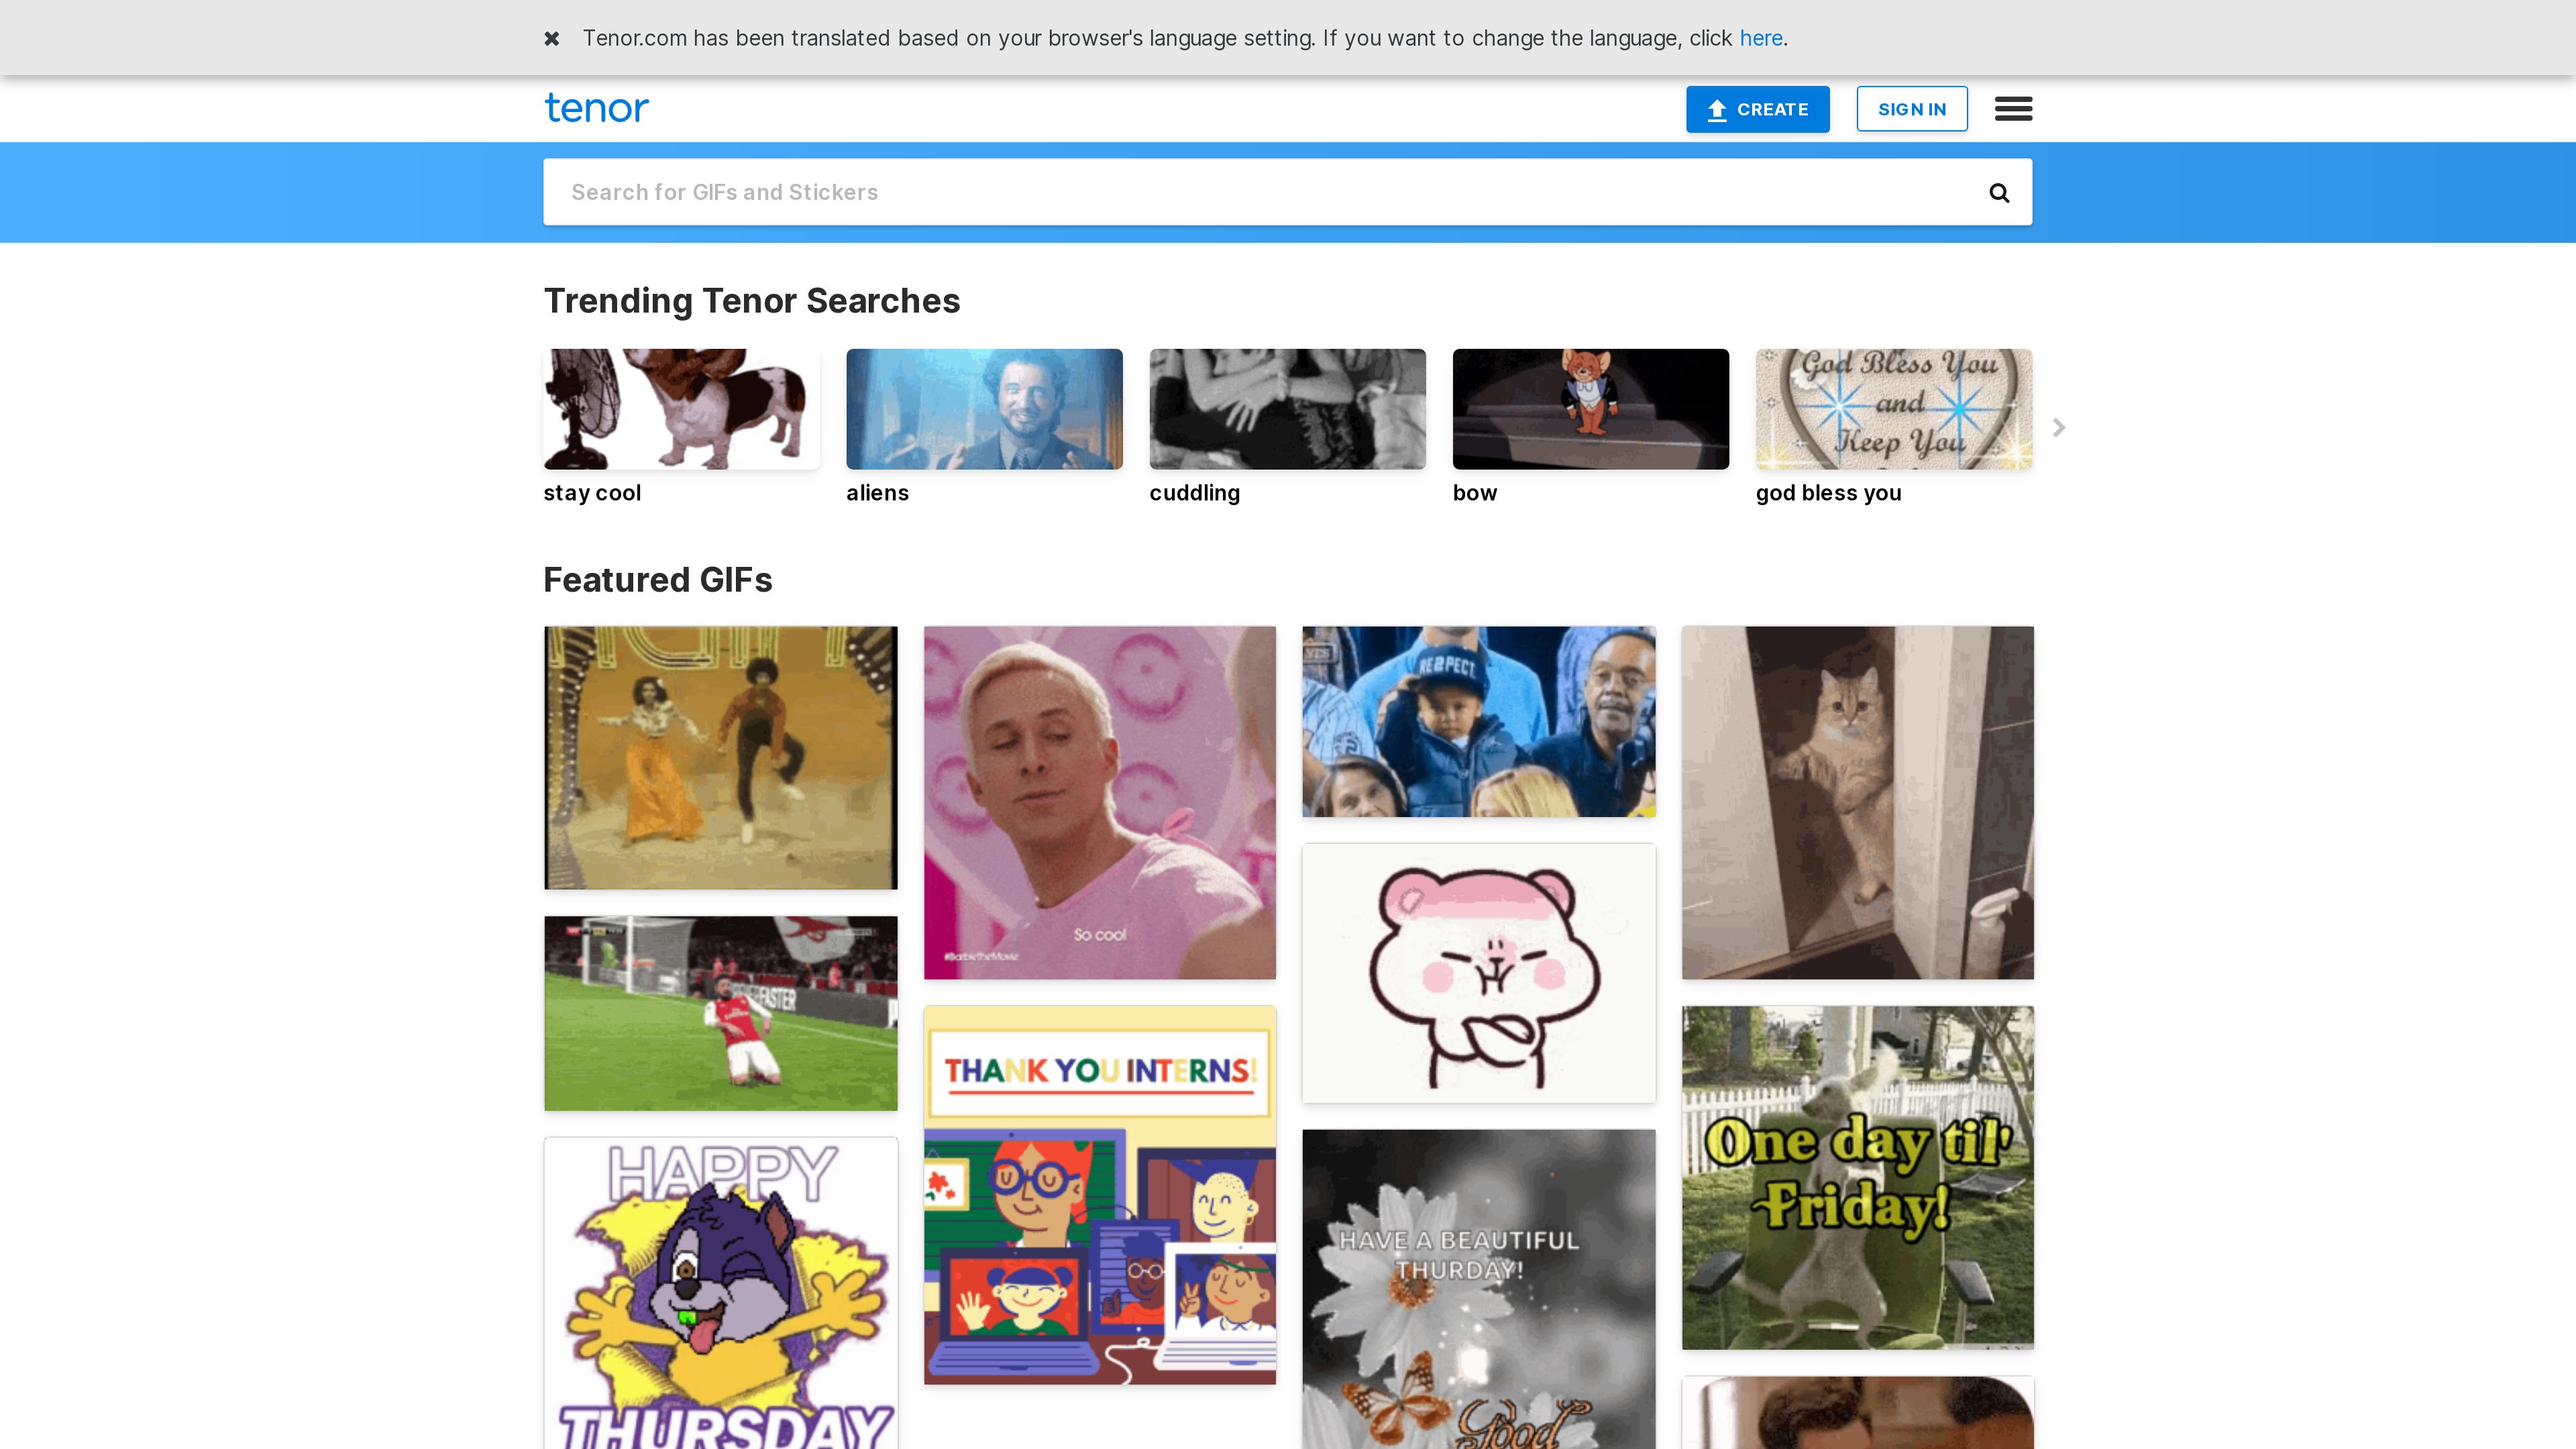 ✖ Tenor.com has been translated based on your browser's language setting. If you want to change the language, click here.
tenor
CREATE
SIGN IN
Search for GIFs and Stickers
Trending Tenor Searches
God Bless You
and
Keep You
stay cool
aliens
cuddling
bow
god bless you
Featured GIFs
RE2PECT
So cool
#BarbieTheMovie
FASTER
THANK YOU INTERNS!
One day til'
Friday!
HAPPY
THURSDAY
HAVE A BEAUTIFUL
THURDAY!
Good